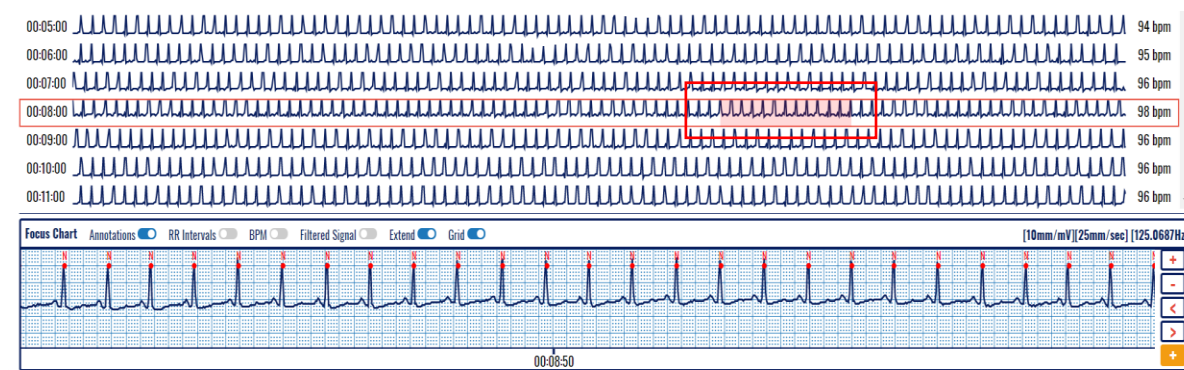 00:05:00 94 bpm
00:06:00 95 bpm
00:07:00 96 bpm
00:08:00 98 bpm
00:09:00 96 bpm
00:10:00 96 bpm
00:11:00 96 bpm
Focus Chart Annotations RR Intervals BPM Filtered Signal Extend Grid [10mm/mV][25mm/sec] [125.0687Hz
N N N N N N N N N N N N N N N N N N N N N N N N N N
+
-
<
>
+
00:08:50